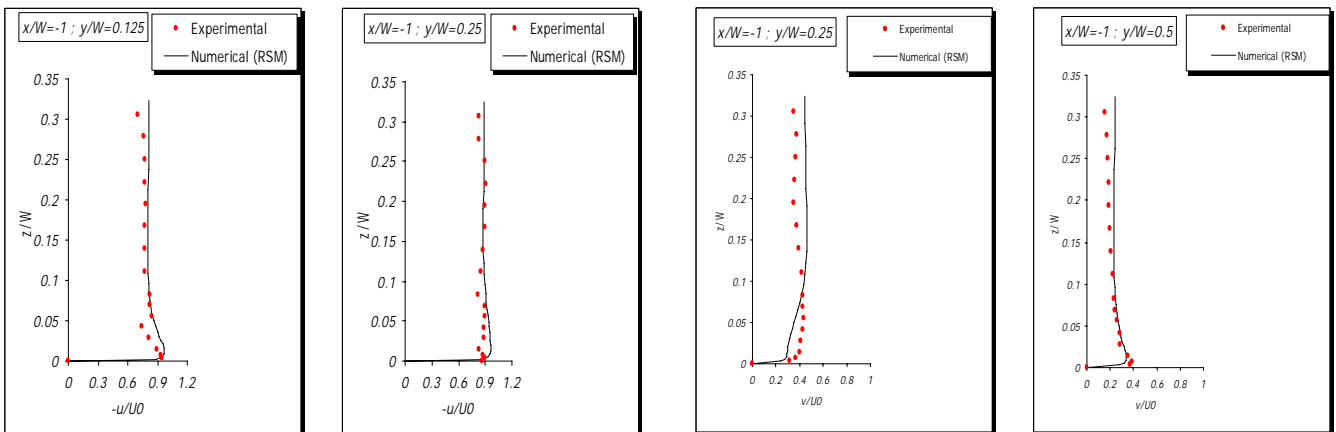 x/W=-1 ; y/W=0.125
Experimental
Numerical (RSM)
0.35
0.3
0.25
0.2
0.15
0.1
0.05
0
z/W
0 0.3 0.6 0.9 1.2
-u/U0
x/W=-1 ; y/W=0.25
Experimental
Numerical (RSM)
0.35
0.3
0.25
0.2
0.15
0.1
0.05
0
z/W
0 0.3 0.6 0.9 1.2
-u/U0
x/W=-1 ; y/W=0.25
Experimental
Numerical (RSM)
0.35
0.3
0.25
0.2
0.15
0.1
0.05
0
z/W
0 0.2 0.4 0.6 0.8 1
v/U0
x/W=-1 ; y/W=0.5
Experimental
Numerical (RSM)
0.35
0.3
0.25
0.2
0.15
0.1
0.05
0
z/W
0 0.2 0.4 0.6 0.8 1
v/U0